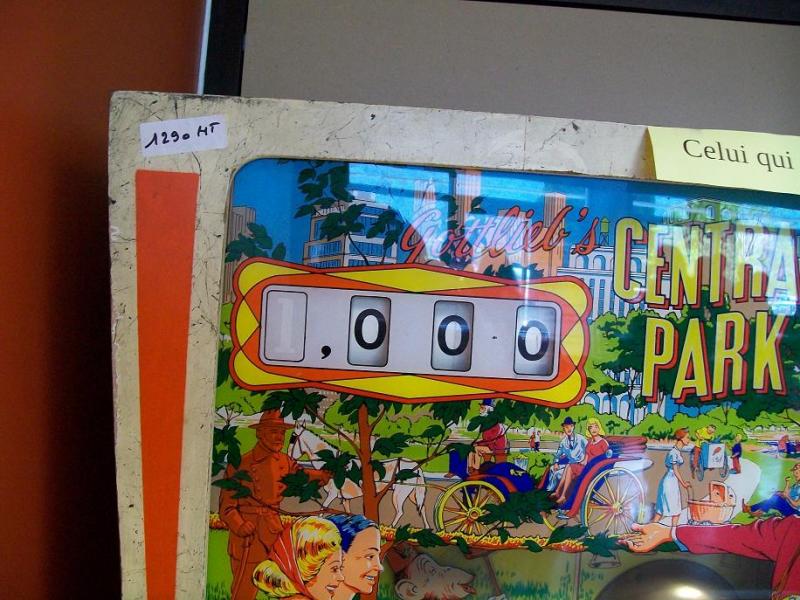 1290 HT
Celui qui
Gottlieb's
CENTRA
PARK
1,000